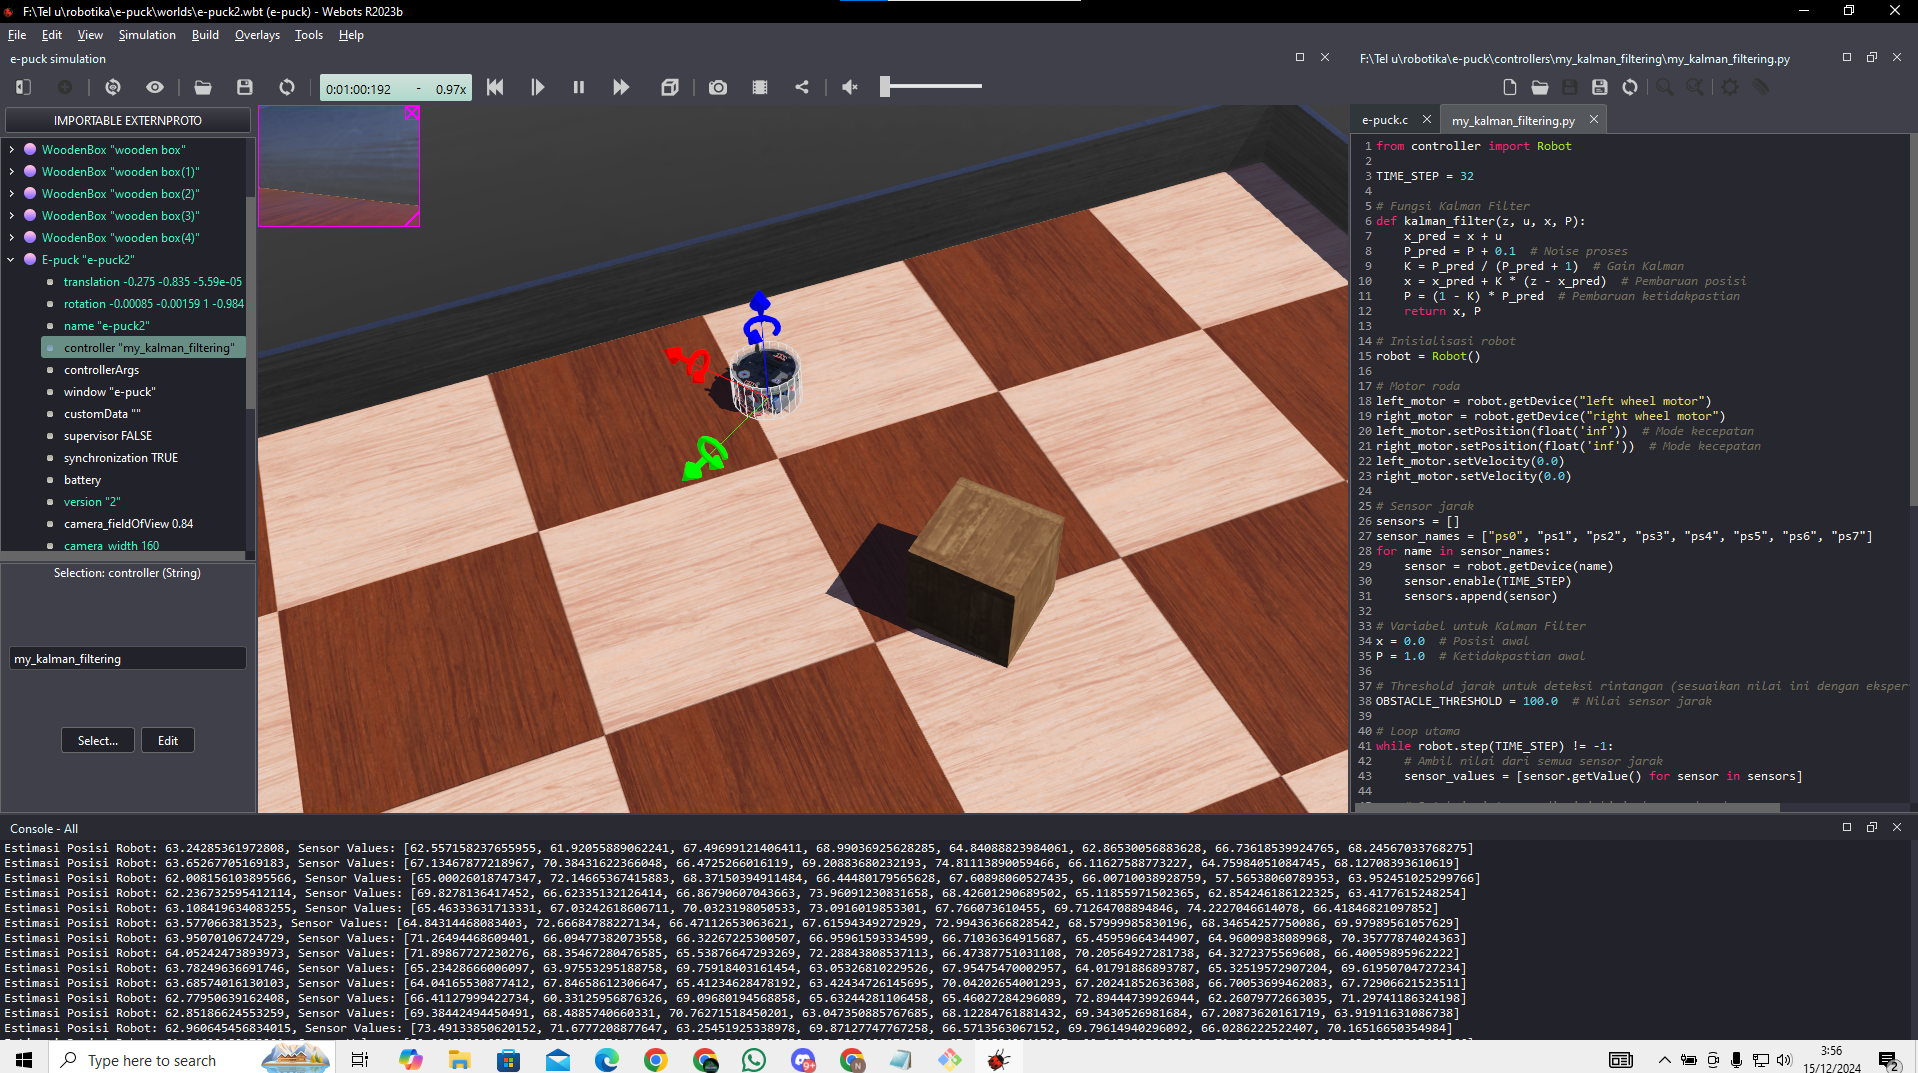 F:\Tel u\robotika\e-puck\worlds\e-puck2.wbt (e-puck) - Webots R2023b
File Edit View Simulation Build Overlays Tools Help
e-puck simulation
0:01:00:192 - 0.97x
IMPORTABLE EXTERNPROTO
WoodenBox "wooden box"
WoodenBox "wooden box(1)"
WoodenBox "wooden box(2)"
WoodenBox "wooden box(3)"
WoodenBox "wooden box(4)"
E-puck "e-puck2"
translation -0.275 -0.835 -5.59e-05
rotation -0.00085 -0.00159 1 -0.984
name "e-puck2"
controller "my_kalman_filtering"
controllerArgs
window "e-puck"
customData ""
supervisor FALSE
synchronization TRUE
battery
version "2"
camera_fieldOfView 0.84
camera_width 160
Selection: controller (String)
my_kalman_filtering
Select... Edit
F:\Tel u\robotika\e-puck\controllers\my_kalman_filtering\my_kalman_filtering.py
e-puck.c my_kalman_filtering.py
1 from controller import Robot
2
3 TIME_STEP = 32
4
5 # Fungsi Kalman Filter
6 def kalman_filter(z, u, x, P):
7 x_pred = x + u
8 P_pred = P + 0.1 # Noise proses
9 K = P_pred / (P_pred + 1) # Gain Kalman
10 x = x_pred + K * (z - x_pred) # Pembaruan posisi
11 P = (1 - K) * P_pred # Pembaruan ketidakpastian
12 return x, P
13
14 # Inisialisasi robot
15 robot = Robot()
16
17 # Motor roda
18 left_motor = robot.getDevice("left wheel motor")
19 right_motor = robot.getDevice("right wheel motor")
20 left_motor.setPosition(float('inf')) # Mode kecepatan
21 right_motor.setPosition(float('inf')) # Mode kecepatan
22 left_motor.setVelocity(0.0)
23 right_motor.setVelocity(0.0)
24
25 # Sensor jarak
26 sensors = []
27 sensor_names = ["ps0", "ps1", "ps2", "ps3", "ps4", "ps5", "ps6", "ps7"]
28 for name in sensor_names:
29 sensor = robot.getDevice(name)
30 sensor.enable(TIME_STEP)
31 sensors.append(sensor)
32
33 # Variabel untuk Kalman Filter
34 x = 0.0 # Posisi awal
35 P = 1.0 # Ketidakpastian awal
36
37 # Threshold jarak untuk deteksi rintangan (sesuaikan nilai ini dengan eksper
38 OBSTACLE_THRESHOLD = 100.0 # Nilai sensor jarak
39
40 # Loop utama
41 while robot.step(TIME_STEP) != -1:
42 # Ambil nilai dari semua sensor jarak
43 sensor_values = [sensor.getValue() for sensor in sensors]
44
Console - All
Estimasi Posisi Robot: 63.24285361972808, Sensor Values: [62.557158237655955, 61.92055889062241, 67.49699121406411, 68.99036925628285, 64.84088823984061, 62.86530056883628, 66.73618539924765, 68.24567033768275]
Estimasi Posisi Robot: 63.65267705169183, Sensor Values: [67.13467877218967, 70.38431622366048, 66.4725266016119, 69.20883680232193, 74.81113890059466, 66.11627588773227, 64.75984051084745, 68.12708393610619]
Estimasi Posisi Robot: 62.008156103895566, Sensor Values: [65.00026018747347, 72.14665367415883, 68.37150394911484, 66.44480179565628, 67.60898060527435, 66.00710038928759, 57.56538060789353, 63.952451025299766]
Estimasi Posisi Robot: 62.236732595412114, Sensor Values: [69.8278136417452, 66.62335132126414, 66.86790607043663, 73.96091230831658, 68.42601290689502, 65.11855971502365, 62.854246186122325, 63.4177615248254]
Estimasi Posisi Robot: 63.108419634083255, Sensor Values: [65.46333631713331, 67.03242618606711, 70.0323198050533, 73.0916019853301, 67.766073610455, 69.71264708894846, 74.2227046614078, 66.41846821097852]
Estimasi Posisi Robot: 63.5770663813523, Sensor Values: [64.84314468083403, 72.66684788227134, 66.47112653063621, 67.61594349272929, 72.99436366828542, 68.57999985830196, 68.34654257750086, 69.97989561057629]
Estimasi Posisi Robot: 63.95070106724729, Sensor Values: [71.26494468609401, 66.09477382073558, 66.322667225300507, 66.95961593334599, 66.71036364915687, 65.45959664344907, 64.96009838089968, 70.35777874024363]
Estimasi Posisi Robot: 64.05242473893973, Sensor Values: [71.89867727230276, 68.35467280476585, 65.53876647293269, 72.28843808537113, 66.47387751031108, 70.20564927281738, 64.3272375569608, 66.40059895962222]
Estimasi Posisi Robot: 63.78249636691746, Sensor Values: [65.23428666006097, 63.97553295188758, 69.75918403161454, 63.05326810229526, 67.95475470002957, 64.01791886893787, 65.32519572907204, 69.61950704727234]
Estimasi Posisi Robot: 63.68574016130103, Sensor Values: [64.04165530877412, 67.84658612306647, 65.41234628478192, 63.42434726145695, 70.04202654001293, 67.20241852636308, 66.70053699462083, 67.72906621523511]
Estimasi Posisi Robot: 62.77950639162408, Sensor Values: [66.41127999422734, 60.33125956876326, 69.09680194568858, 65.63244281106458, 65.46027284296089, 72.89444739926944, 62.26079772663035, 71.29741186324198]
Estimasi Posisi Robot: 62.85186624553259, Sensor Values: [69.38442494450491, 68.4885740660331, 70.76271518450201, 63.047350885767685, 68.12284761881432, 69.3430526981684, 67.20873620161719, 63.91911631086738]
Estimasi Posisi Robot: 62.960645456834015, Sensor Values: [73.49133850620152, 71.6777208877647, 63.25451925338978, 69.87127747767258, 66.5713563067152, 69.79614940296092, 66.0286222522407, 70.16516650354984]
Type here to search
3:56
15/12/2024
2